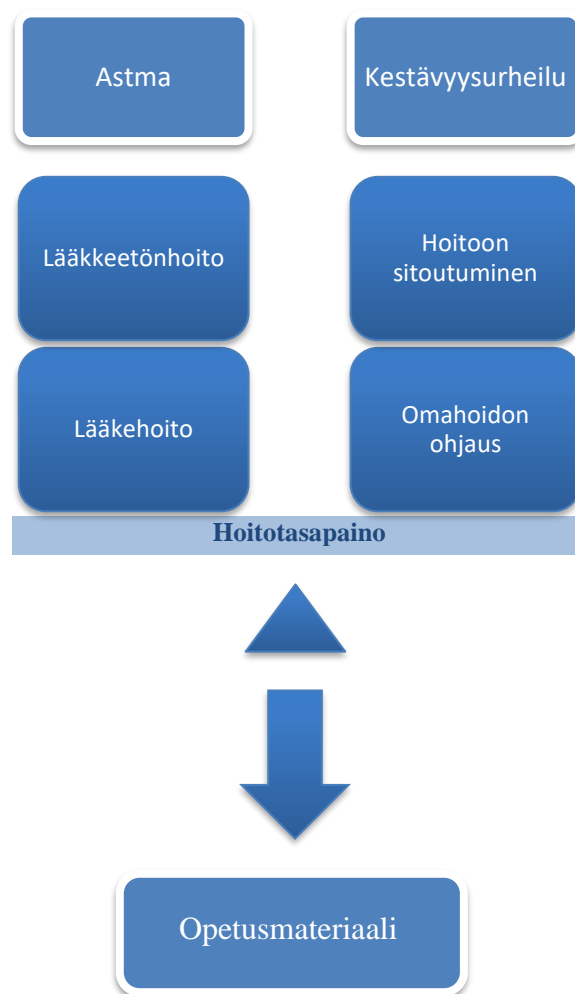 Astma
Kestävyysurheilu
Lääkkeetönhoito
Hoitoon
sitoutuminen
Lääkehoito
Omahoidon
ohjaus
Hoitotasapaino
Opetusmateriaali